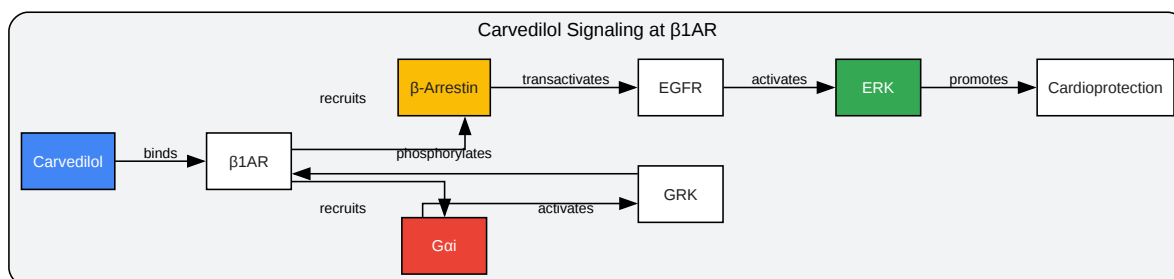 Carvedilol Signaling at β1AR
recruits
β-Arrestin
transactivates
EGFR
activates
ERK
promotes
Cardioprotection
Carvedilol
binds
β1AR
phosphorylates
GRK
recruits
activates
Gαi